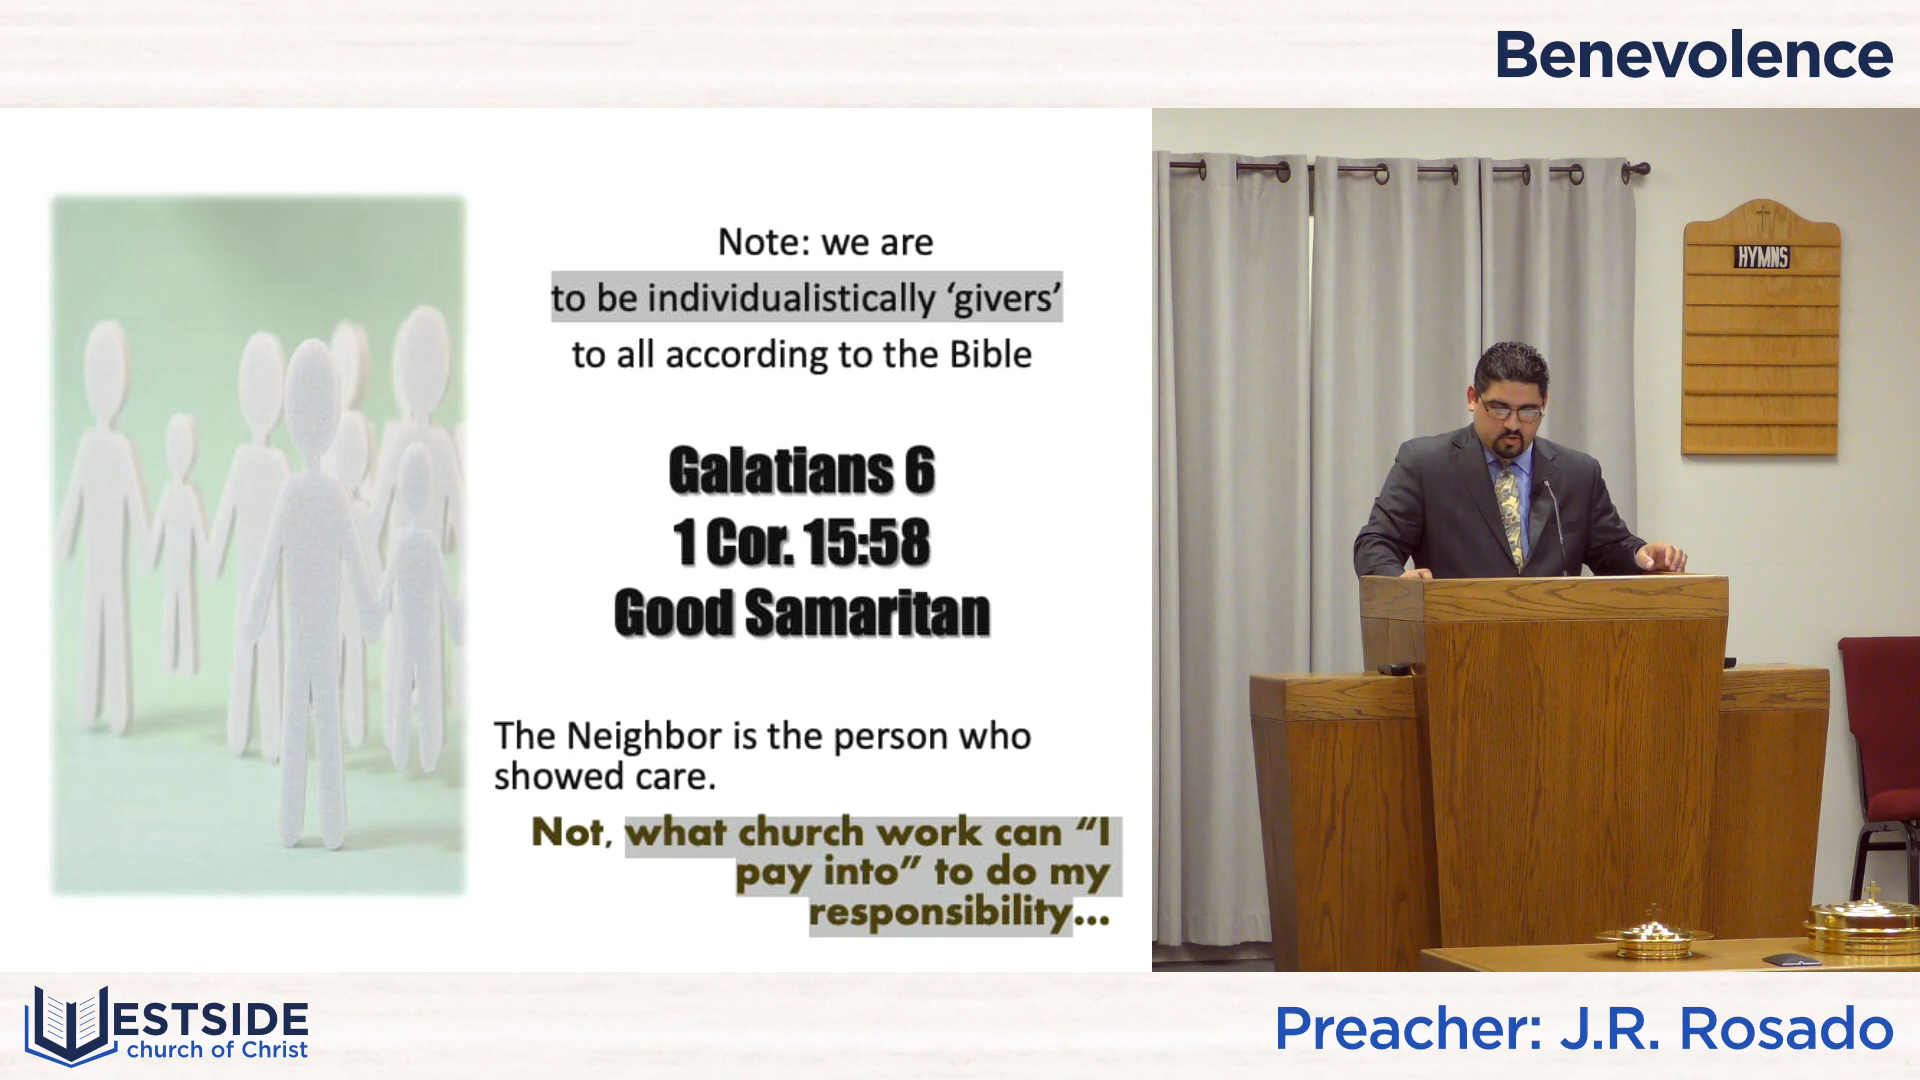 Benevolence
Note: we are
to be individualistically ‘givers’
to all according to the Bible
Galatians 6
1 Cor. 15:58
Good Samaritan
The Neighbor is the person who
showed care.
Not, what church work can “I
pay into” to do my
responsibility...
HYMNS
WESTSIDE
church of Christ
Preacher: J.R. Rosado